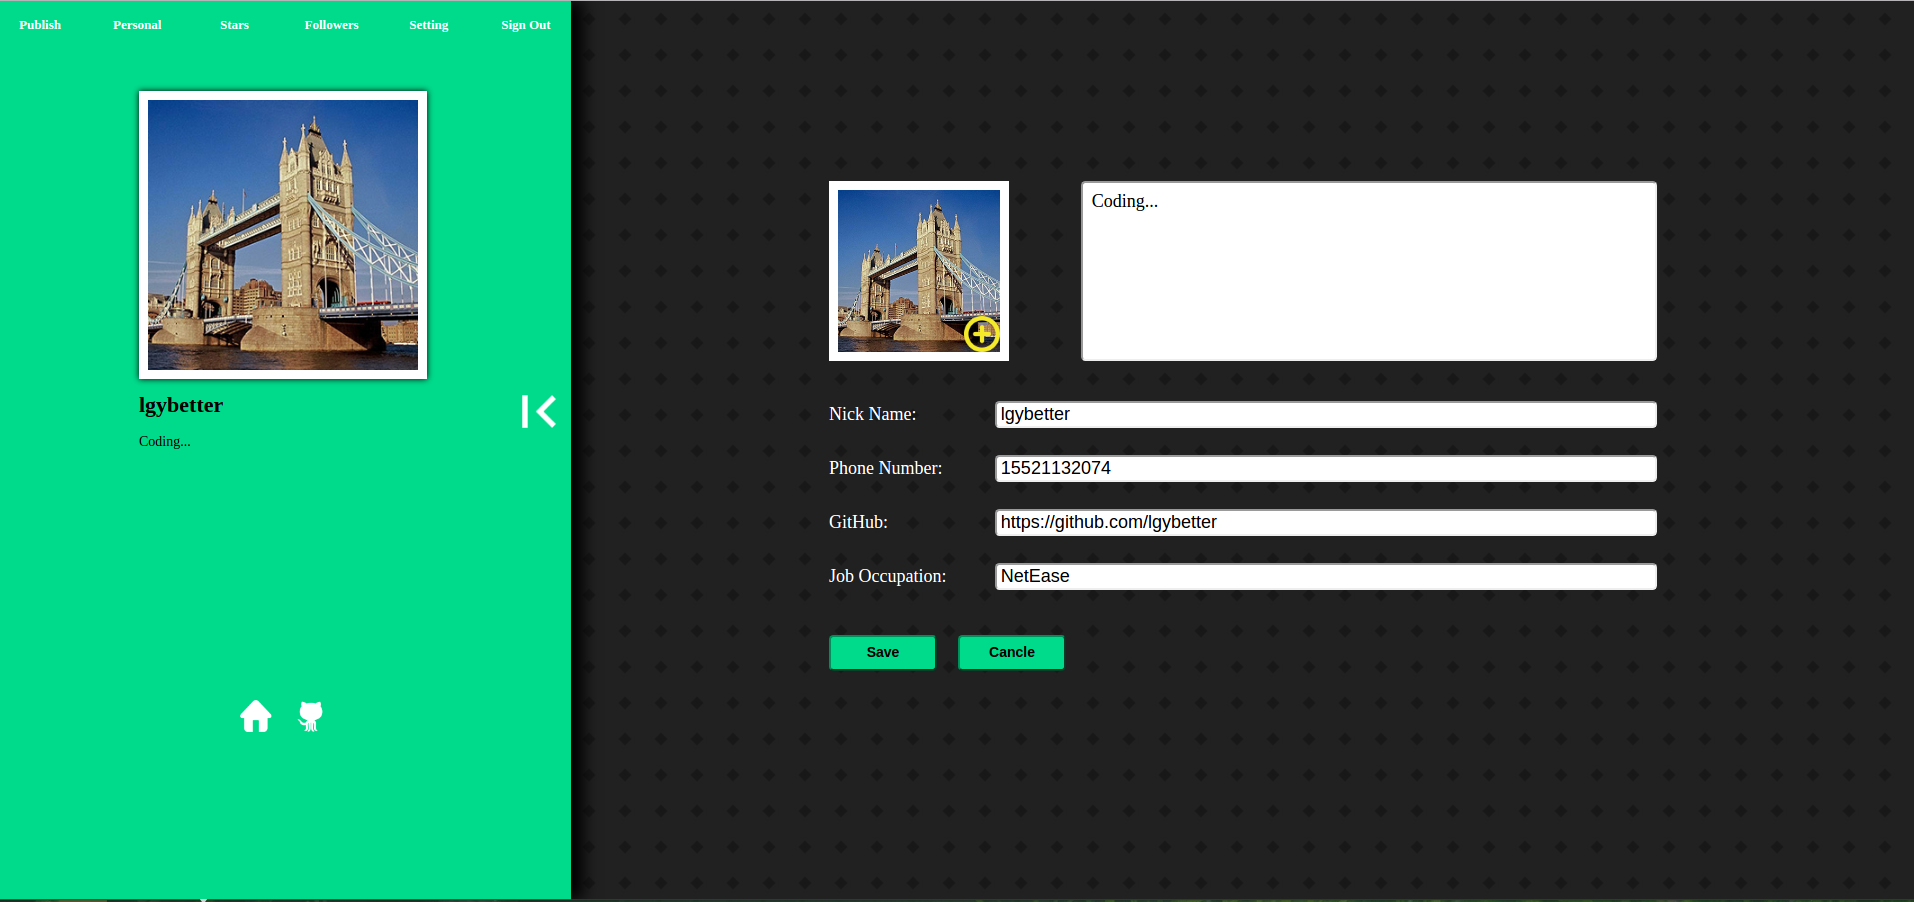 Publish Personal Stars Followers Setting Sign Out
lgybetter
Coding...
Coding...
Nick Name: lgybetter
Phone Number: 15521132074
GitHub: https://github.com/lgybetter
Job Occupation: NetEase
Save Cancle